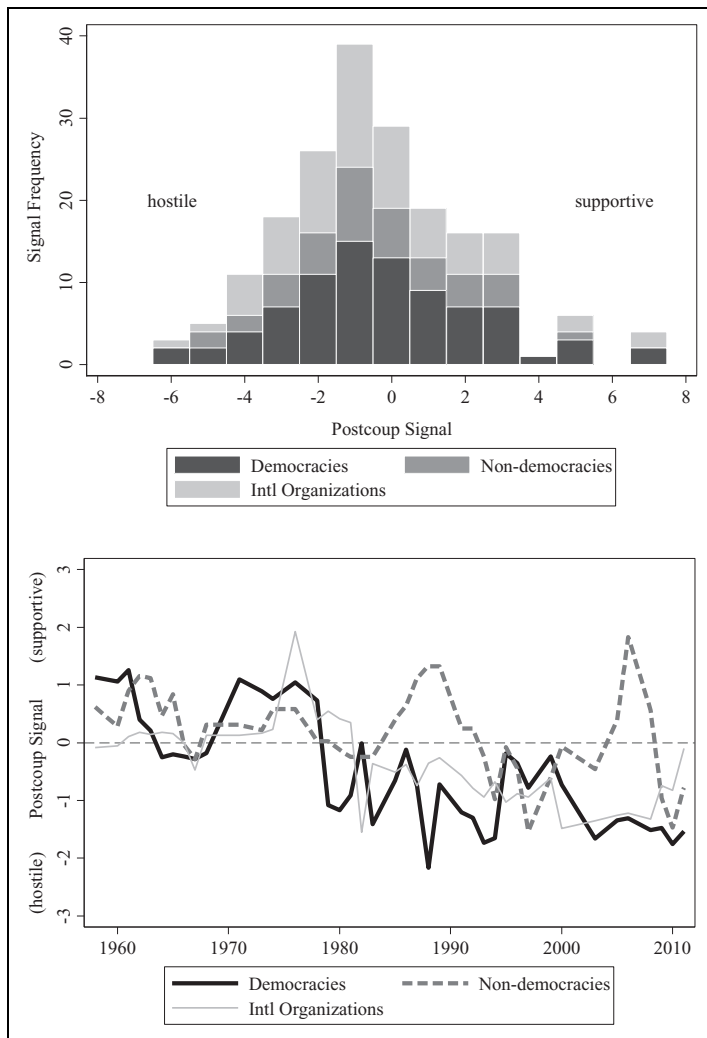 40
30
20
10
0
Signal Frequency
hostile
supportive
-8 -6 -4 -2 0 2 4 6 8
Postcoup Signal
Democracies Non-democracies
Intl Organizations
(supportive)
Postcoup Signal
(hostile)
3
2
1
0
-1
-2
-3
1960 1970 1980 1990 2000 2010
Democracies Non-democracies
Intl Organizations